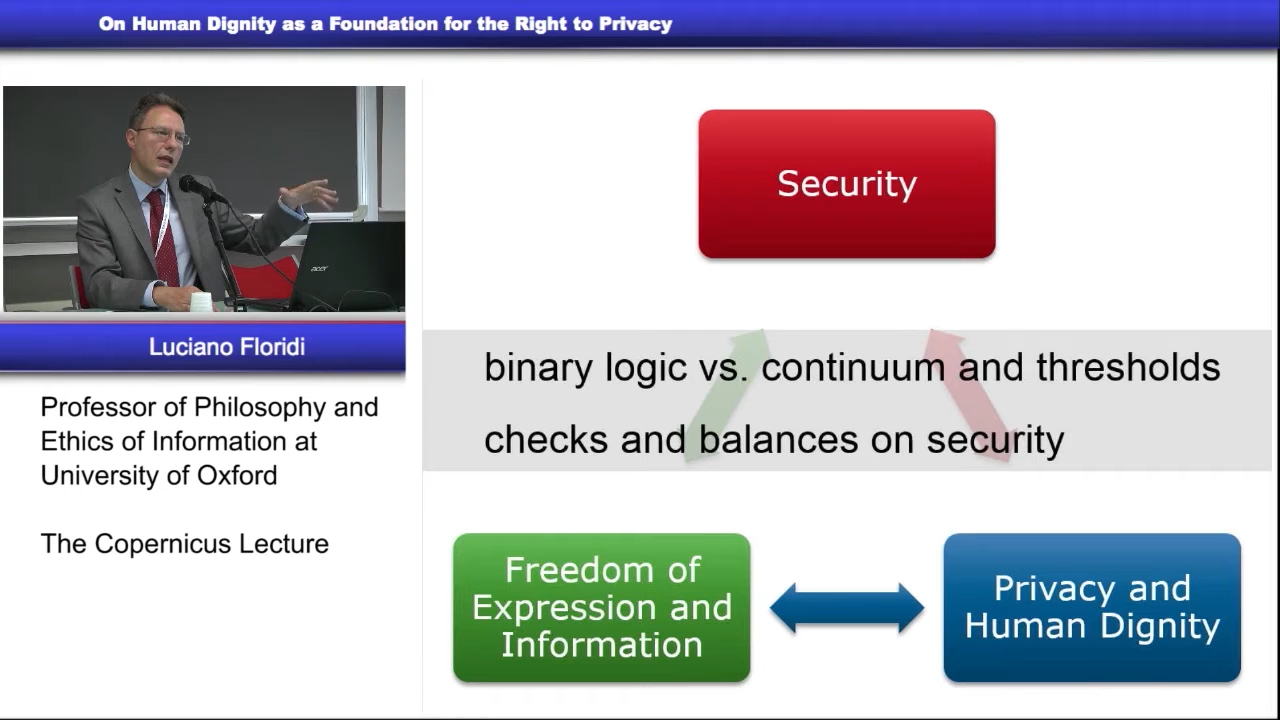 On Human Dignity as a Foundation for the Right to Privacy
acer
Luciano Floridi
Professor of Philosophy and
Ethics of Information at
University of Oxford
The Copernicus Lecture
Security
binary logic vs. continuum and thresholds
checks and balances on security
Freedom of
Expression and
Information
Privacy and
Human Dignity